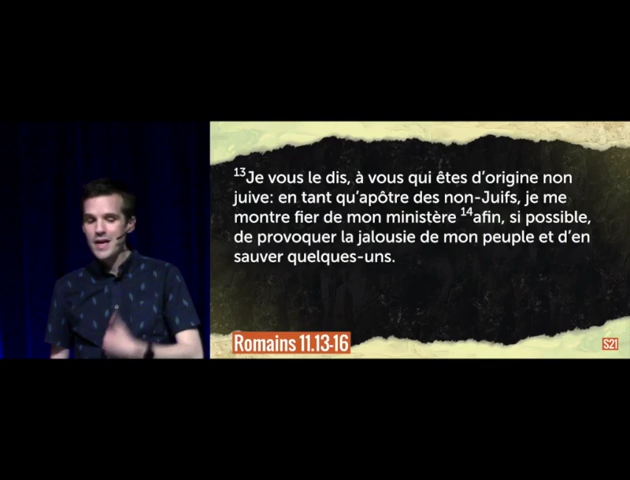 13Je vous le dis, à vous qui êtes d'origine non
juive: en tant qu'apôtre des non-Juifs, je me
montre fier de mon ministère 14afin, si possible,
de provoquer la jalousie de mon peuple et d'en
sauver quelques-uns.
Romains 11.13-16
S21